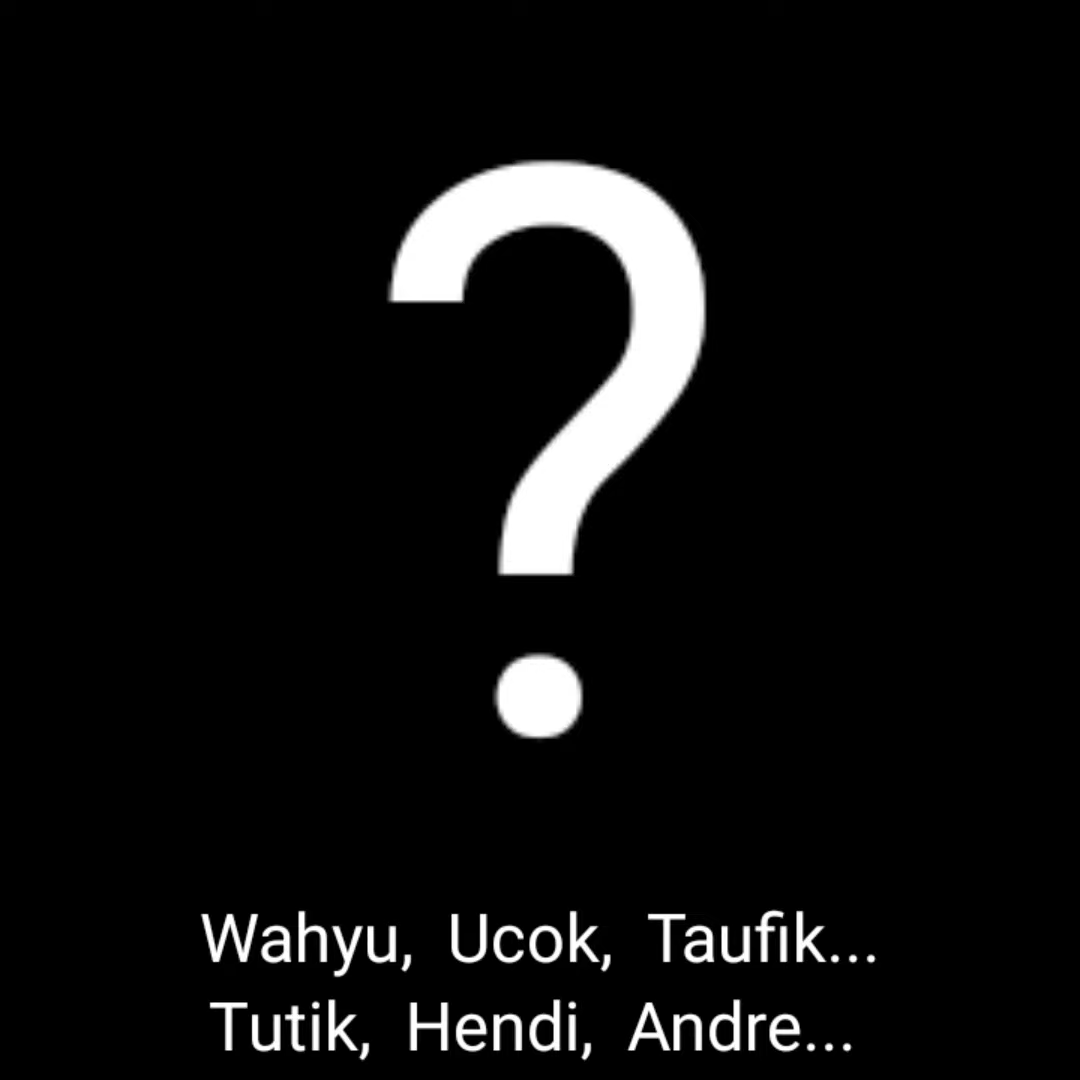 ?
Wahyu, Ucok, Taufik...
Tutik, Hendi, Andre...